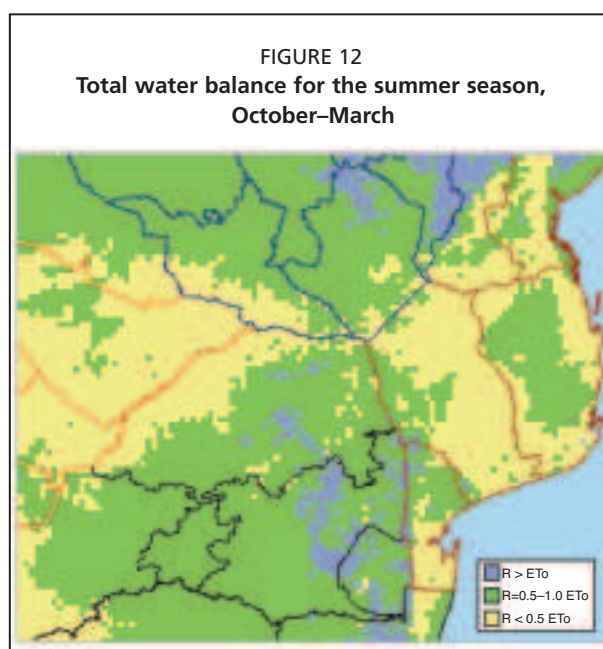 FIGURE 12
Total water balance for the summer season,
October–March
R > ETo
R=0.5–1.0 ETo
R < 0.5 ETo